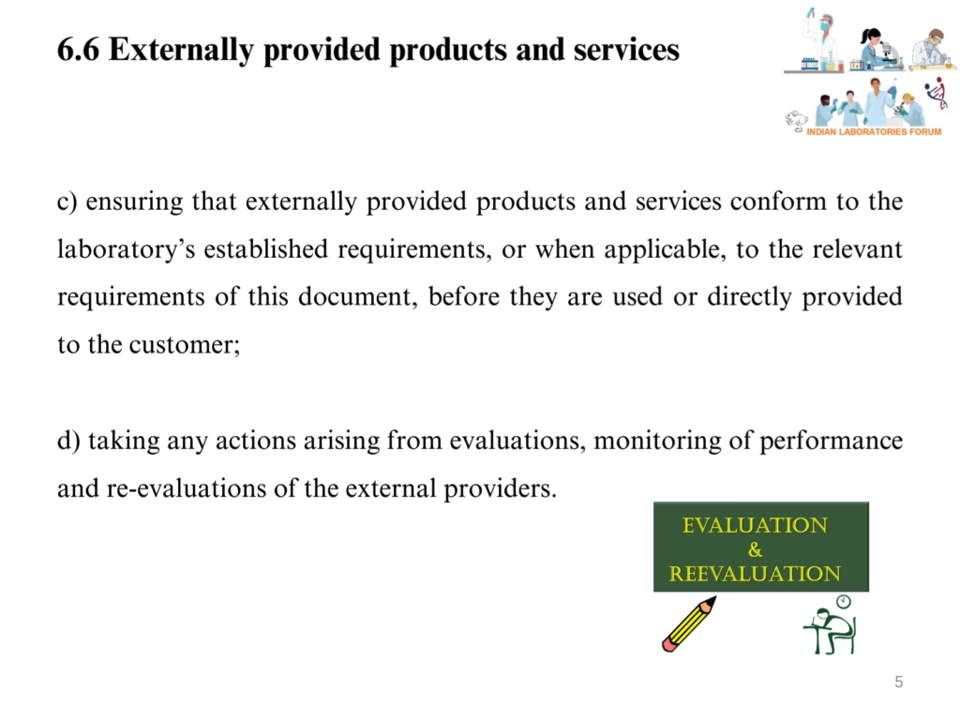 6.6 Externally provided products and services
INDIAN LABORATORIES FORUM
c) ensuring that externally provided products and services conform to the
laboratory’s established requirements, or when applicable, to the relevant
requirements of this document, before they are used or directly provided
to the customer;
d) taking any actions arising from evaluations, monitoring of performance
and re-evaluations of the external providers.
EVALUATION
&
REEVALUATION
5